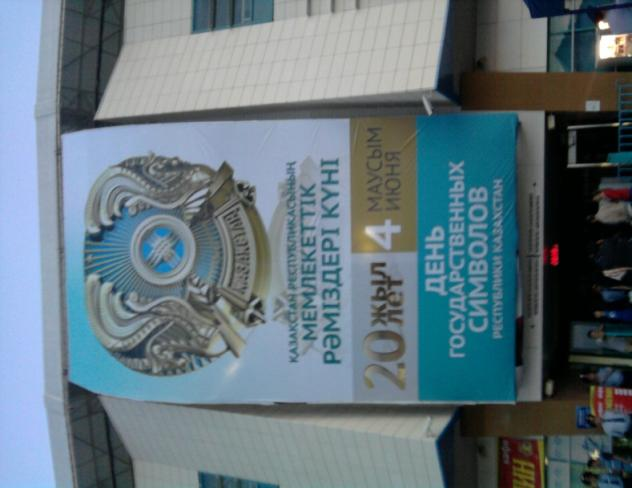 ҚАЗАҚСТАН
ҚАЗАҚСТАН РЕСПУБЛИКАСЫНЫҢ
МЕМЛЕКЕТТІК
РӘМІЗДЕРІ КҮНІ
20 ЖЫЛ
ЛЕТ
4 МАУСЫМ
ИЮНЯ
ДЕНЬ
ГОСУДАРСТВЕННЫХ
СИМВОЛОВ
РЕСПУБЛИКИ КАЗАХСТАН